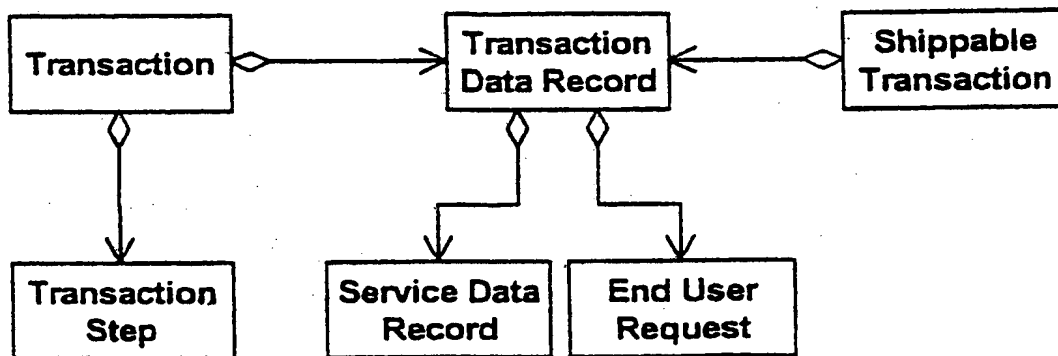 Transaction
Transaction
Data Record
Shippable
Transaction
Transaction
Step
Service Data
Record
End User
Request